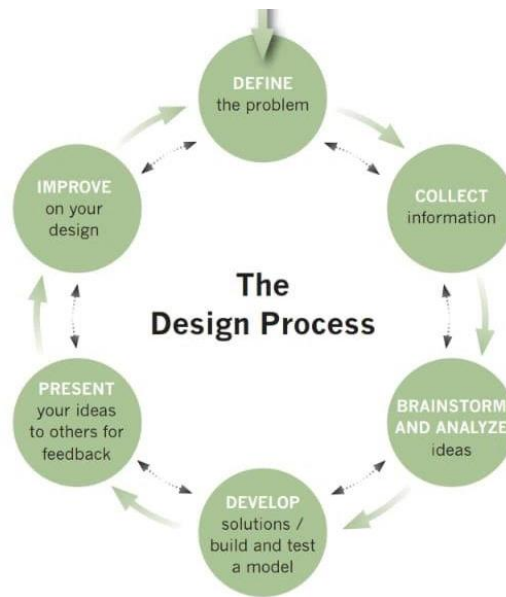 DEFINE
the problem
COLLECT
information
BRAINSTORM
AND ANALYZE
ideas
DEVELOP
solutions /
build and test
a model
PRESENT
your ideas
to others for
feedback
IMPROVE
on your
design
The
Design Process